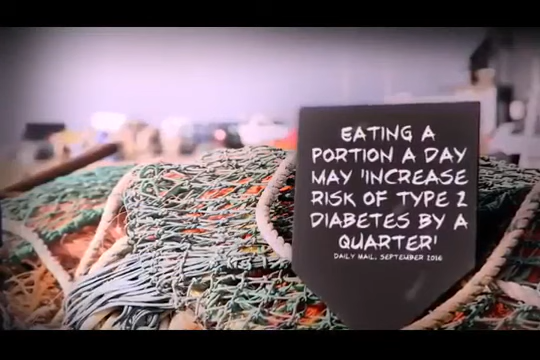 EATING A
PORTION A DAY
MAY 'INCREASE
RISK OF TYPE 2
DIABETES BY A
QUARTER'
DAILY MAIL, SEPTEMBER 2016